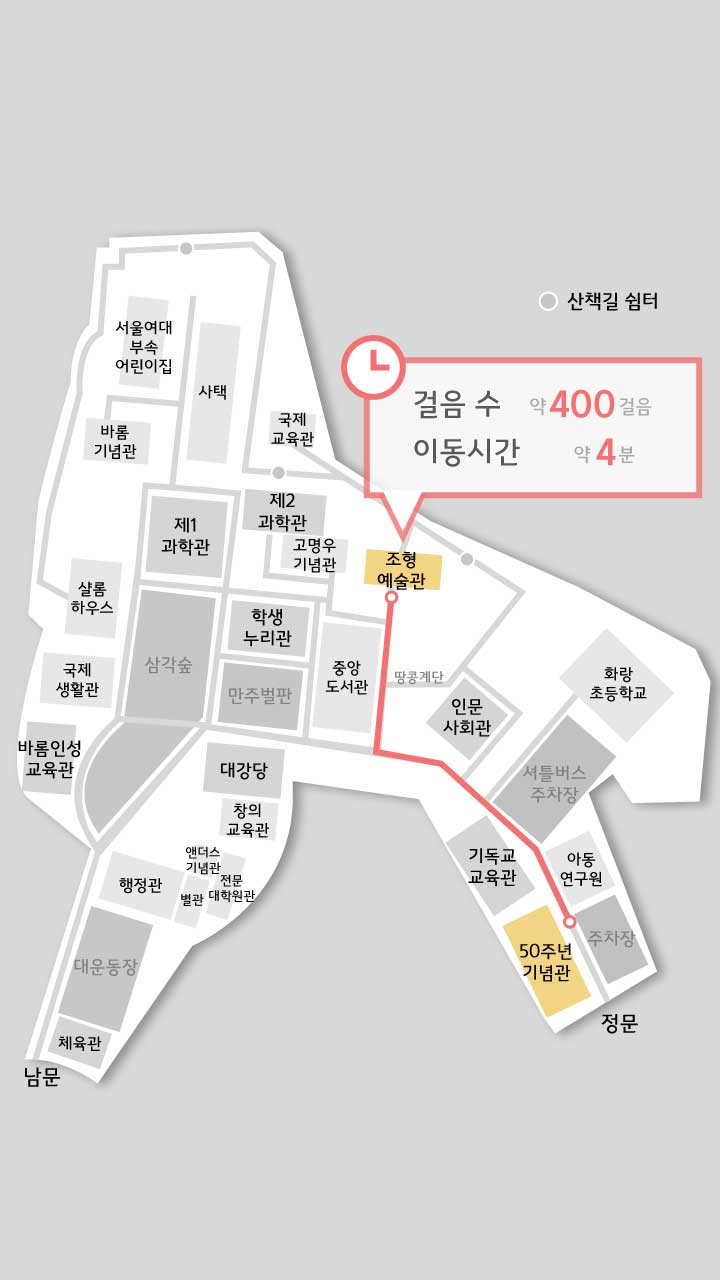 산책길 쉼터
서울여대
부속
어린이집
사택
걸음 수 약 400 걸음
이동시간 약 4 분
바롬
기념관
국제
교육관
제1
과학관
제2
과학관
고명우
기념관
조형
예술관
샬롬
하우스
학생
누리관
삼각숲
중앙
도서관
땅콩계단
국제
생활관
만주벌판
인문
사회관
화랑
초등학교
바롬인성
교육관
대강당
셔틀버스
주차장
창의
교육관
앤더스
기념관
행정관
별관
전문
대학원관
기독교
교육관
아동
연구원
대운동장
50주년
기념관
주차장
체육관
정문
남문